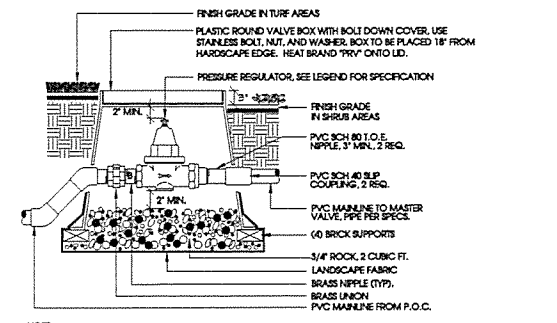 FINISH GRADE IN TURF AREAS
PLASTIC ROUND VALVE BOX WITH BOLT DOWN COVER. USE
STAINLESS BOLT, NUT, AND WASHER. BOX TO BE PLACED 18" FROM
HARDSCAPE EDGE. HEAT BRAND "PRV" ONTO LID.
PRESSURE REGULATOR, SEE LEGEND FOR SPECIFICATION
3"
2" MIN.
FINISH GRADE
IN SHRUB AREAS
PVC SCH 80 T.O.E.
NIPPLE, 3" MIN., 2 REQ.
PVC SCH 40 SLIP
COUPLING, 2 REQ.
2" MIN.
PVC MAINLINE TO MASTER
VALVE, PIPE PER SPECS.
(4) BRICK SUPPORTS
3/4" ROCK, 2 CUBIC FT.
LANDSCAPE FABRIC
BRASS NIPPLE (TYP.)
BRASS UNION
PVC MAINLINE FROM P.O.C.